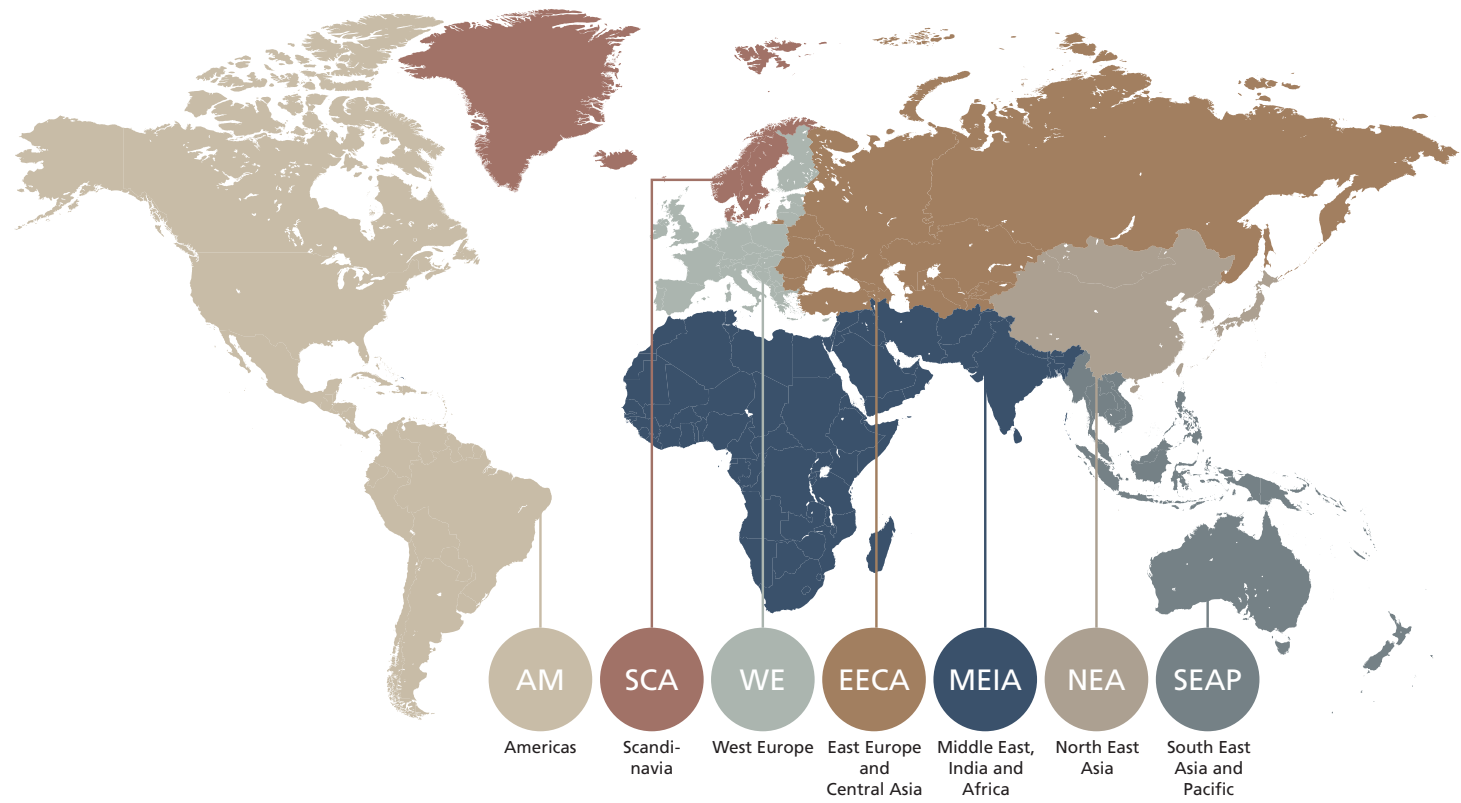 AM
SCA
WE
EECA
MEIA
NEA
SEAP
Americas
Scandi-
navia
West Europe
East Europe
and
Central Asia
Middle East,
India and
Africa
North East
Asia
South East
Asia and
Pacific